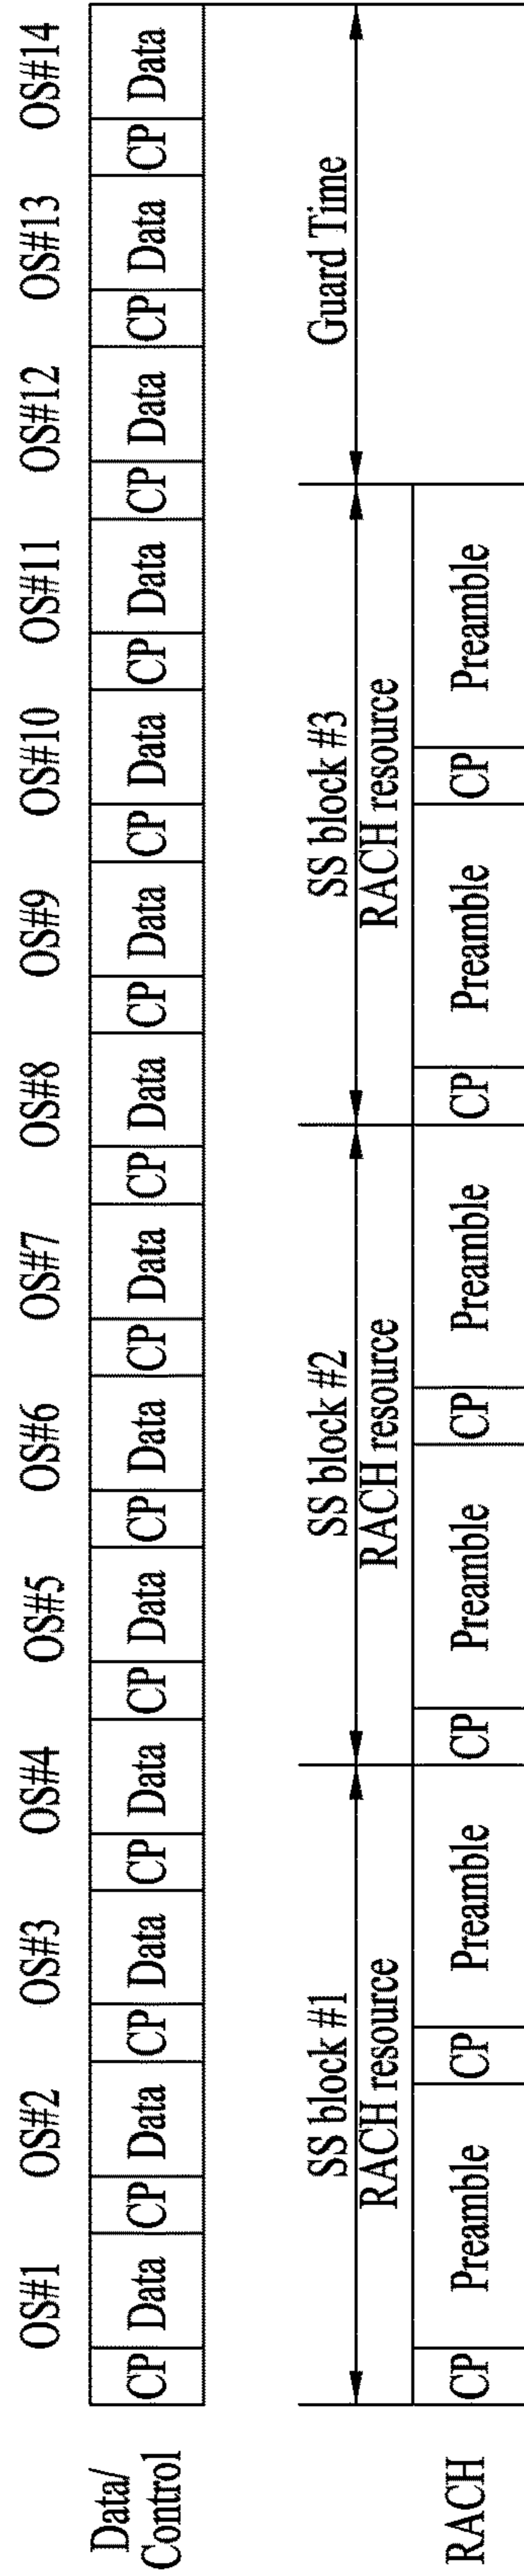 OS#1 OS#2 OS#3 OS#4 OS#5 OS#6 OS#7 OS#8 OS#9 OS#10 OS#11 OS#12 OS#13 OS#14
Data/
Control
CP Data CP Data CP Data CP Data CP Data CP Data CP Data CP Data CP Data CP Data CP Data CP Data CP Data CP Data
SS block #1
RACH resource
SS block #2
RACH resource
SS block #3
RACH resource
Guard Time
RACH
CP Preamble CP Preamble CP Preamble CP Preamble CP Preamble CP Preamble